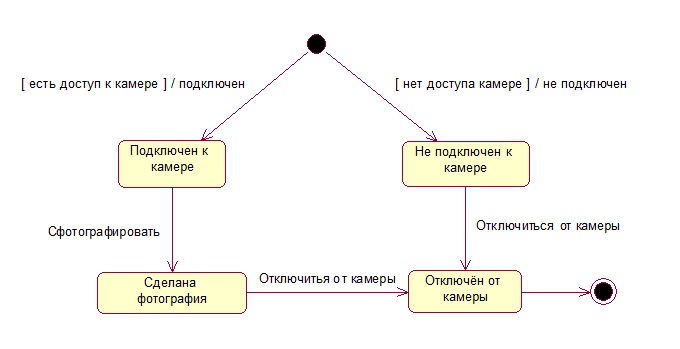 [ есть доступ к камере ] / подключен
[ нет доступа камере ] / не подключен
Подключен к
камере
Не подключен к
камере
Сфотографировать
Отключиться от камеры
Сделана
фотография
Отключитья от камеры
Отключён от
камеры